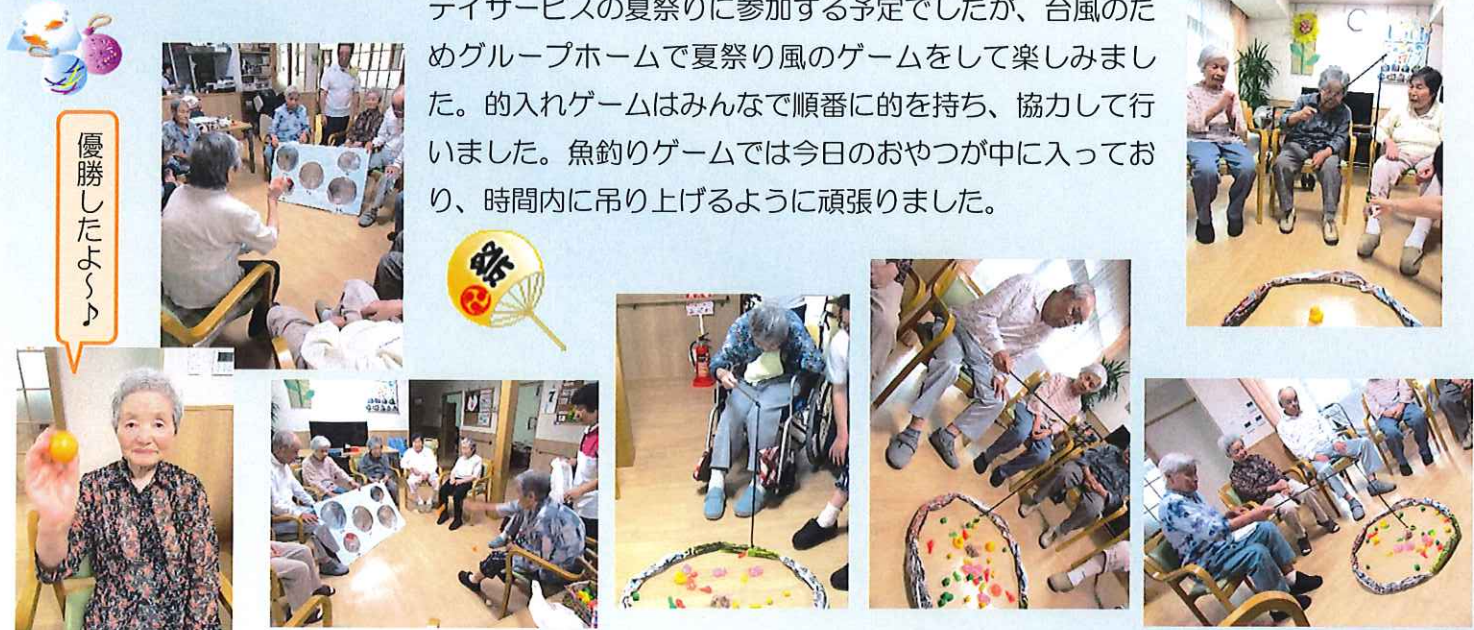 デイサービスの夏祭りに参加する予定でしたが、台風のた
めグループホームで夏祭り風のゲームをして楽しみまし
た。的入れゲームはみんなで順番に的を持ち、協力して行
いました。魚釣りゲームでは今日のおやつが中に入ってお
り、時間内に吊り上げるように頑張りました。
優勝したよ～♪
祭
7